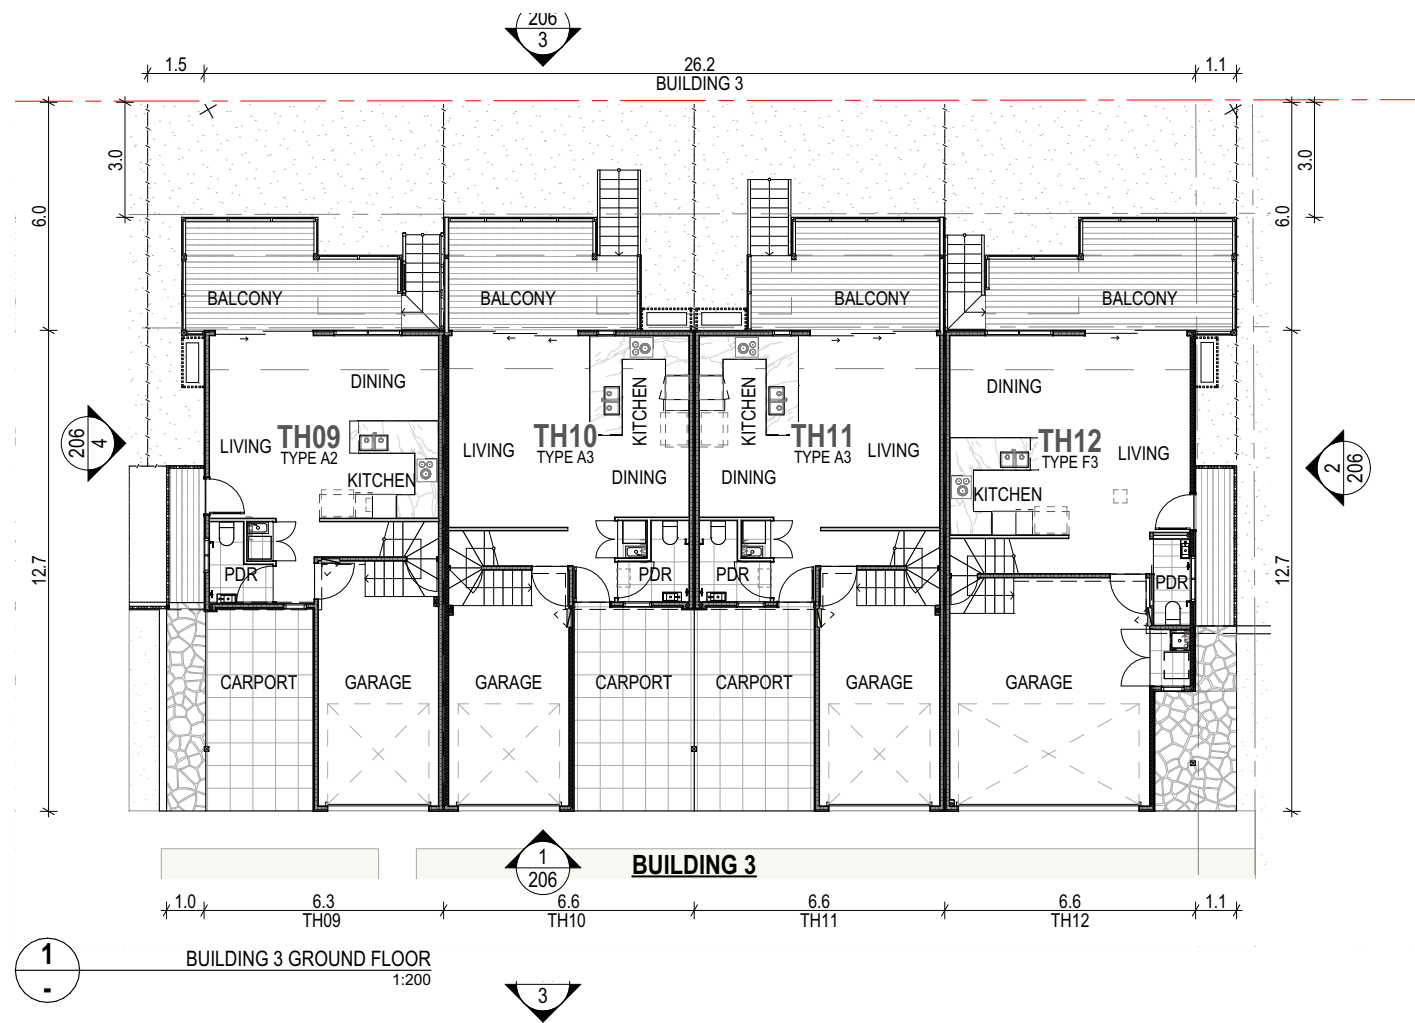 206
3
1.5
26.2
1.1
BUILDING 3
3.0
3.0
6.0
6.0
BALCONY
BALCONY
BALCONY
BALCONY
DINING
KITCHEN
KITCHEN
DINING
206
4
LIVING
TH09
TYPE A2
LIVING
TH10
TYPE A3
TH11
TYPE A3
LIVING
TH12
TYPE F3
LIVING
2
206
KITCHEN
DINING
DINING
KITCHEN
12.7
PDR
PDR
PDR
PDR
12.7
CARPORT
GARAGE
GARAGE
CARPORT
CARPORT
GARAGE
GARAGE
1
206
BUILDING 3
1.0
6.3
6.6
6.6
6.6
1.1
TH09
TH10
TH11
TH12
1
-
BUILDING 3 GROUND FLOOR
1:200
3